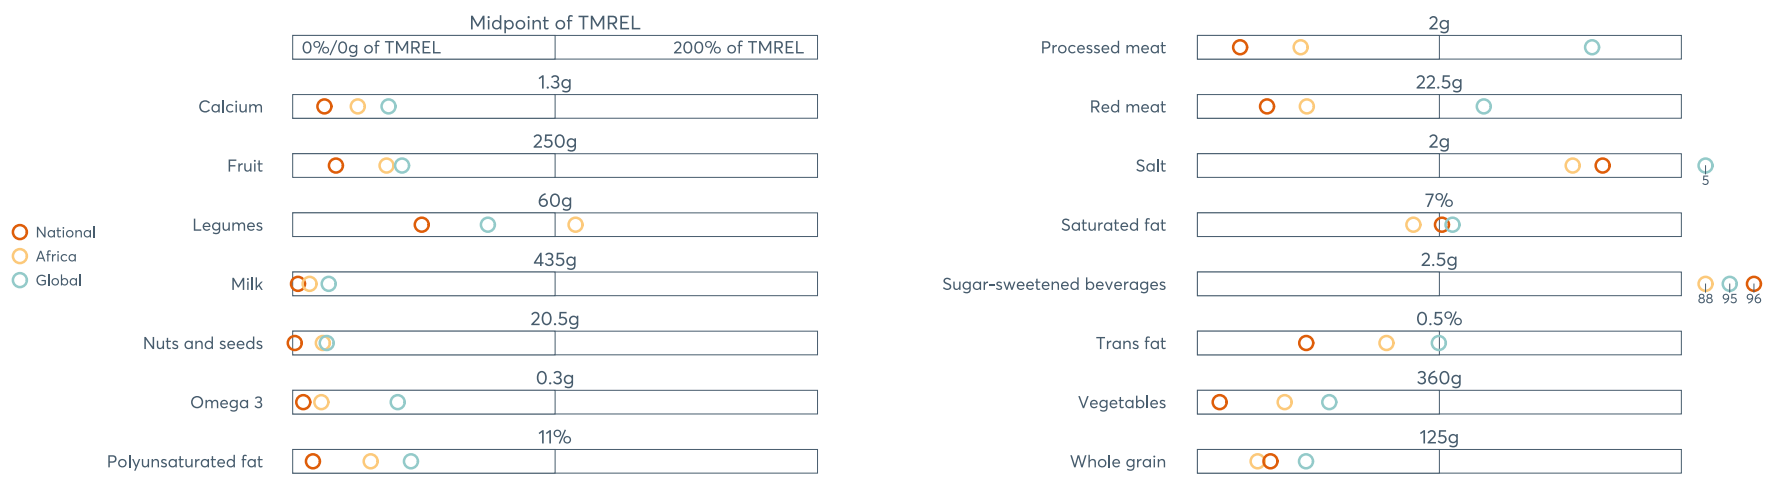 Midpoint of TMREL
0%/0g of TMREL 200% of TMREL
1.3g
Calcium
250g
Fruit
60g
Legumes
435g
Milk
20.5g
Nuts and seeds
0.3g
Omega 3
11%
Polyunsaturated fat
National
Africa
Global
2g
Processed meat
22.5g
Red meat
2g
Salt
5
7%
Saturated fat
2.5g
Sugar-sweetened beverages
88 95 96
0.5%
Trans fat
360g
Vegetables
125g
Whole grain